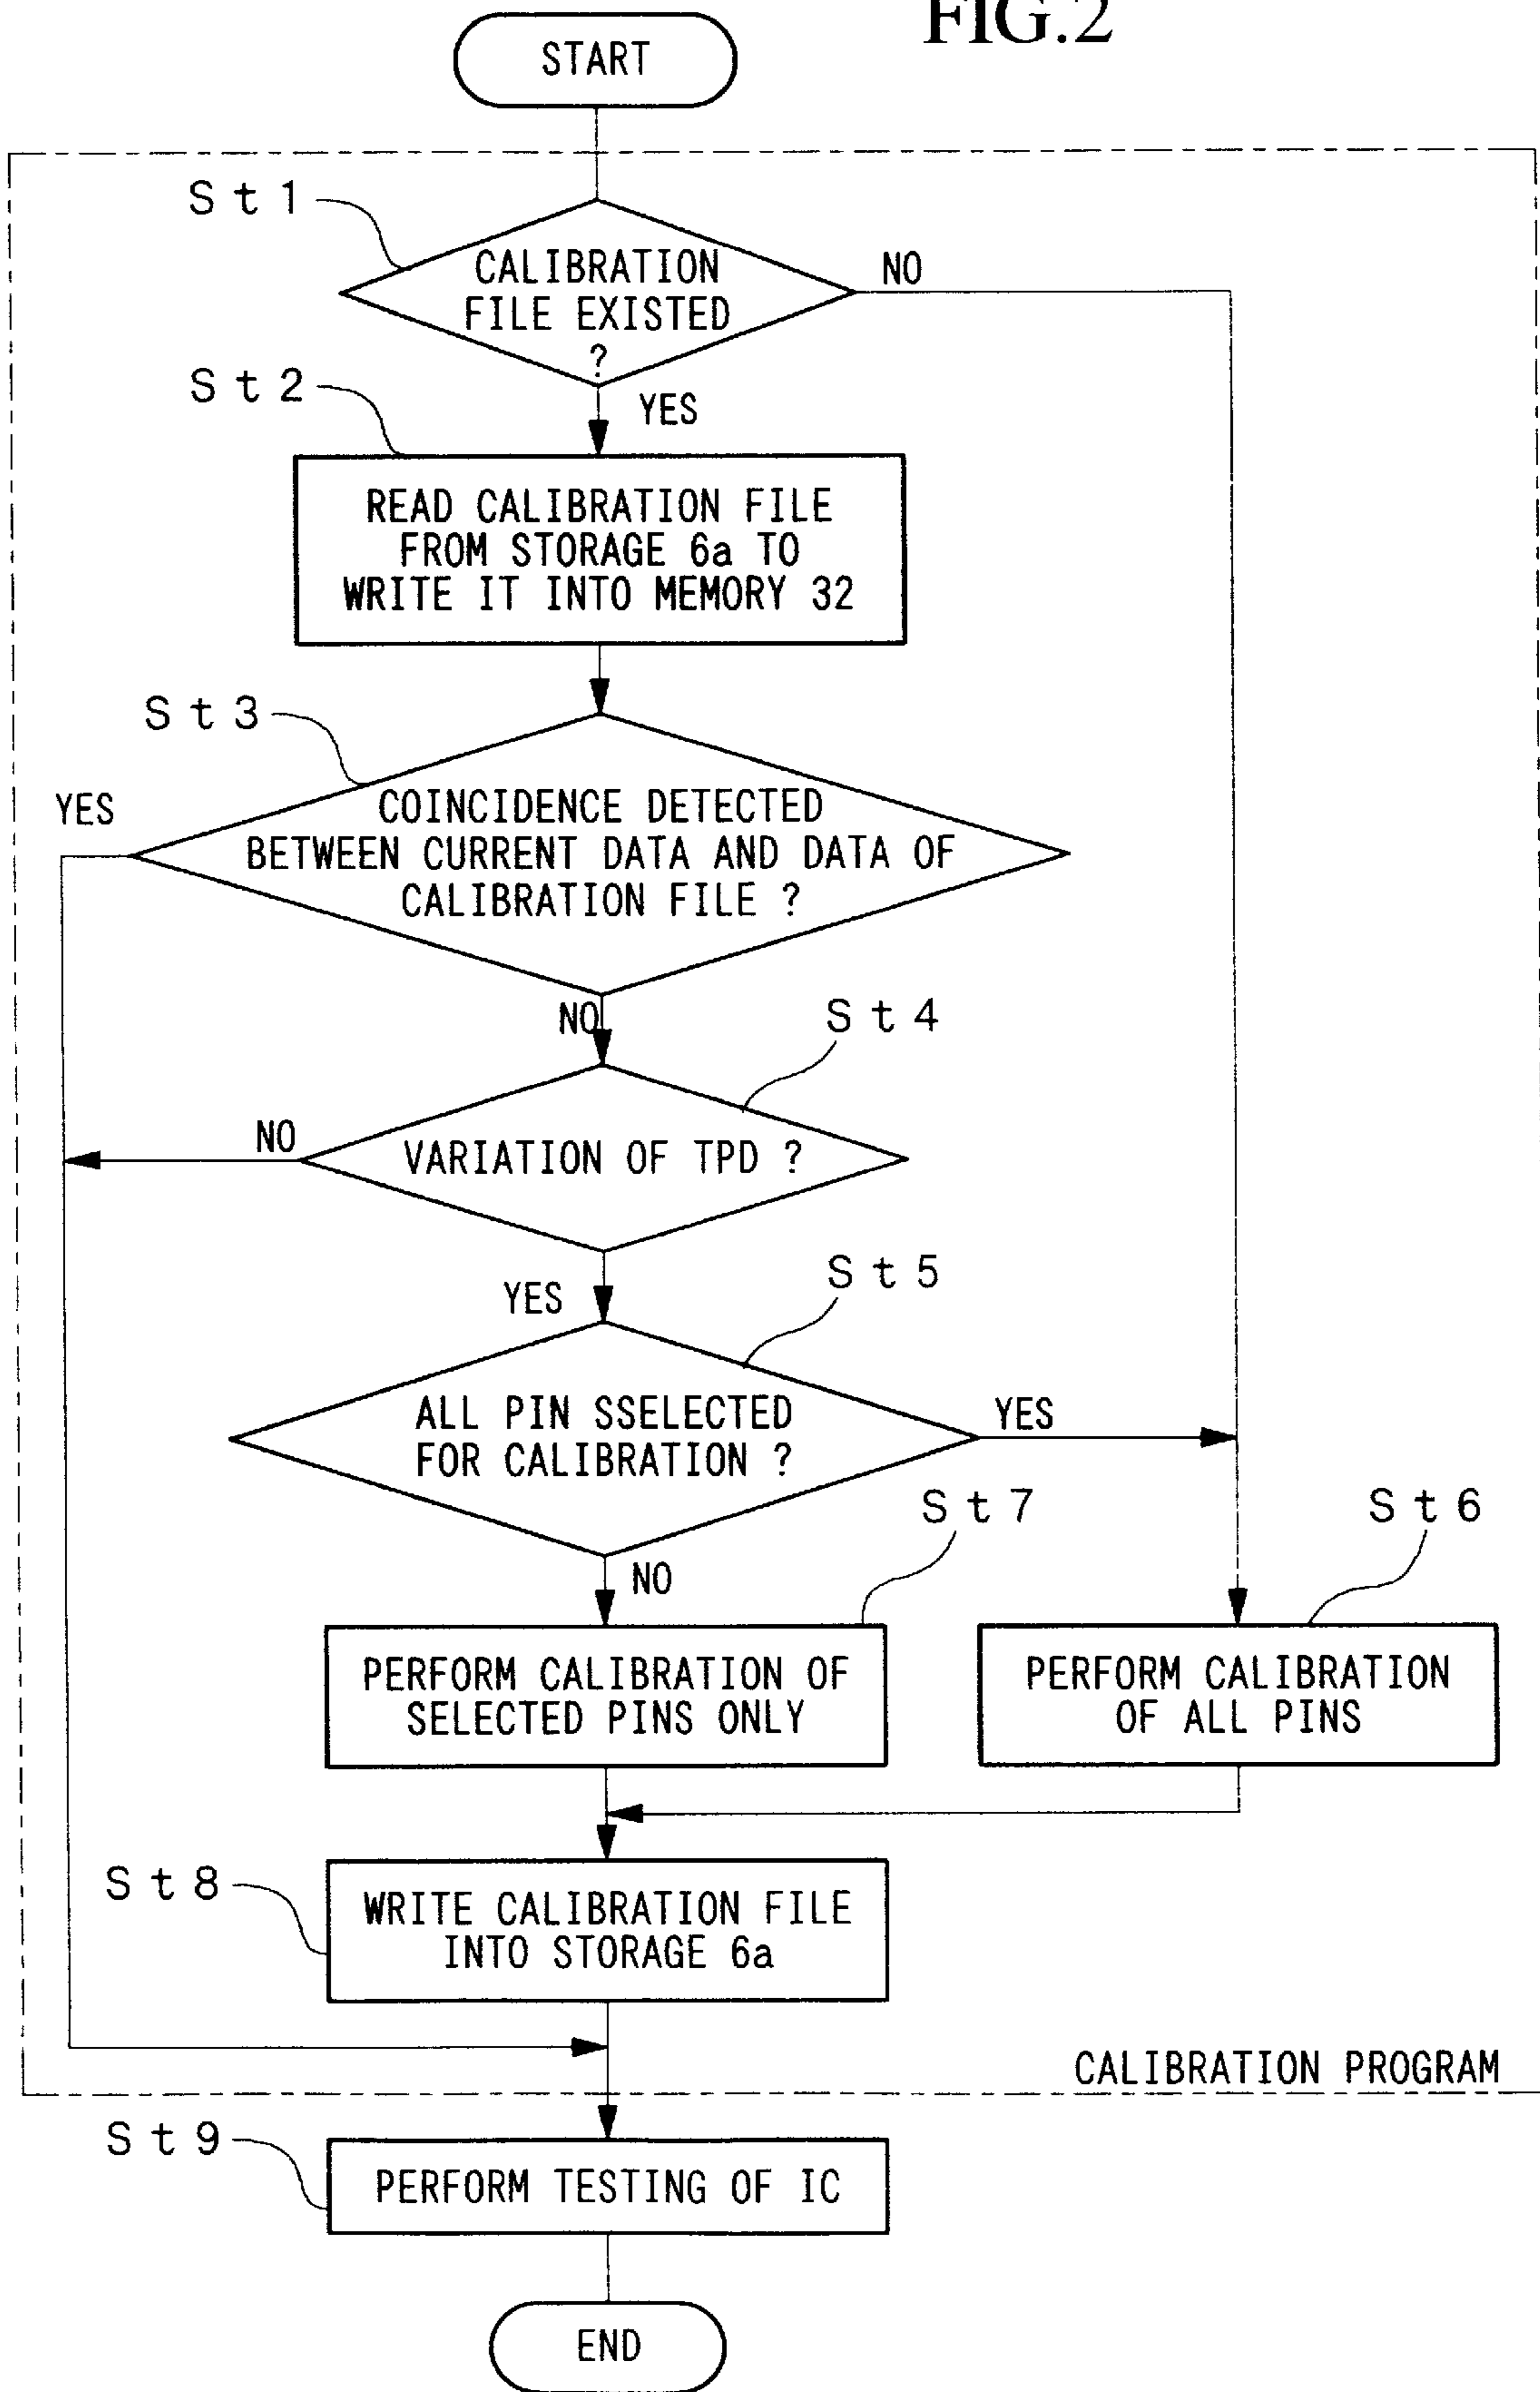 FIG.2
START
St1
CALIBRATION
FILE EXISTED
?
NO
YES
St2
READ CALIBRATION FILE
FROM STORAGE 6a TO
WRITE IT INTO MEMORY 32
St3
YES
COINCIDENCE DETECTED
BETWEEN CURRENT DATA AND DATA OF
CALIBRATION FILE ?
NO
St4
NO
VARIATION OF TPD ?
YES
St5
ALL PIN SSELECTED
FOR CALIBRATION ?
YES
NO
St7
St6
PERFORM CALIBRATION OF
SELECTED PINS ONLY
PERFORM CALIBRATION
OF ALL PINS
St8
WRITE CALIBRATION FILE
INTO STORAGE 6a
CALIBRATION PROGRAM
St9
PERFORM TESTING OF IC
END